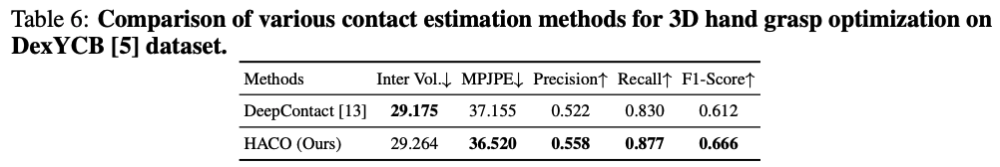 Table 6: Comparison of various contact estimation methods for 3D hand grasp optimization on
DexYCB [5] dataset.
Methods Inter Vol.↓ MPJPE↓ Precision↑ Recall↑ F1-Score↑
DeepContact [13] 29.175 37.155 0.522 0.830 0.612
HACO (Ours) 29.264 36.520 0.558 0.877 0.666